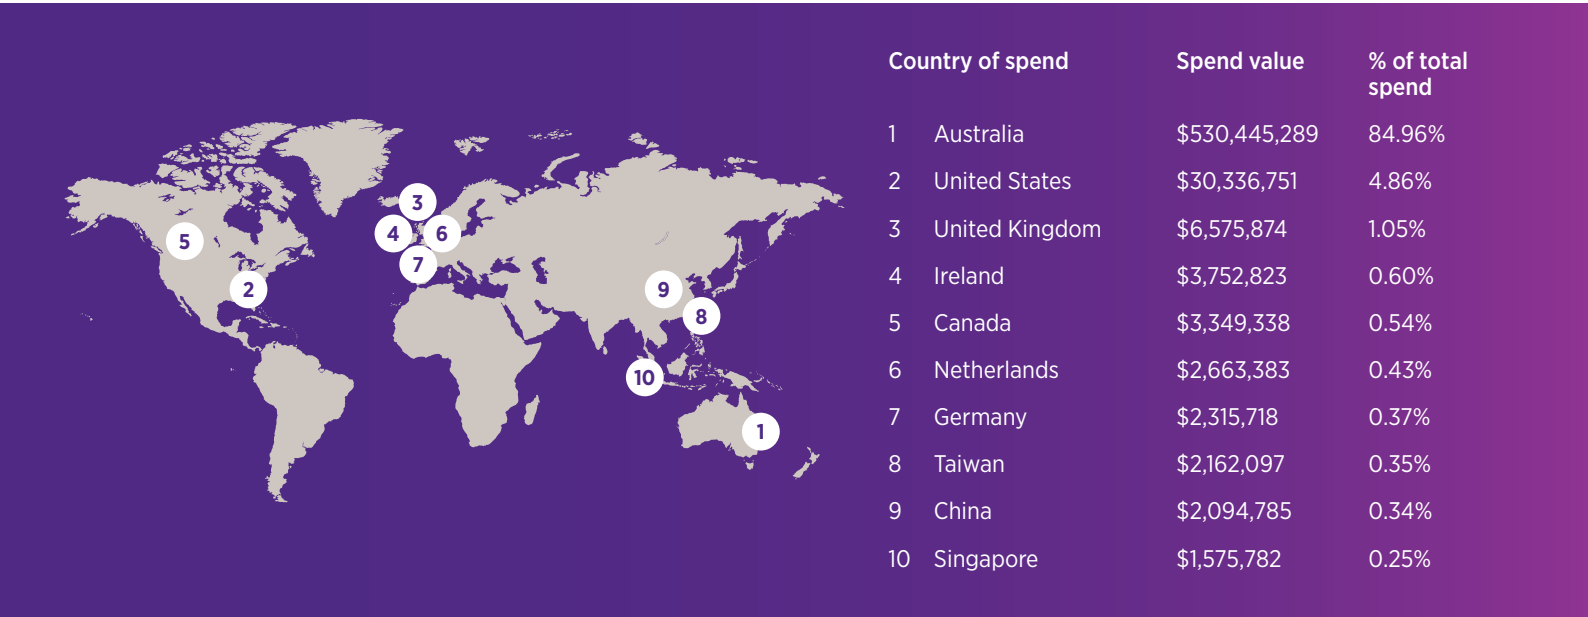 Country of spend Spend value % of total
spend
1 Australia $530,445,289 84.96%
2 United States $30,336,751 4.86%
3 United Kingdom $6,575,874 1.05%
4 Ireland $3,752,823 0.60%
5 Canada $3,349,338 0.54%
6 Netherlands $2,663,383 0.43%
7 Germany $2,315,718 0.37%
8 Taiwan $2,162,097 0.35%
9 China $2,094,785 0.34%
10 Singapore $1,575,782 0.25%
3
4
6
5
7
2
9
8
10
1